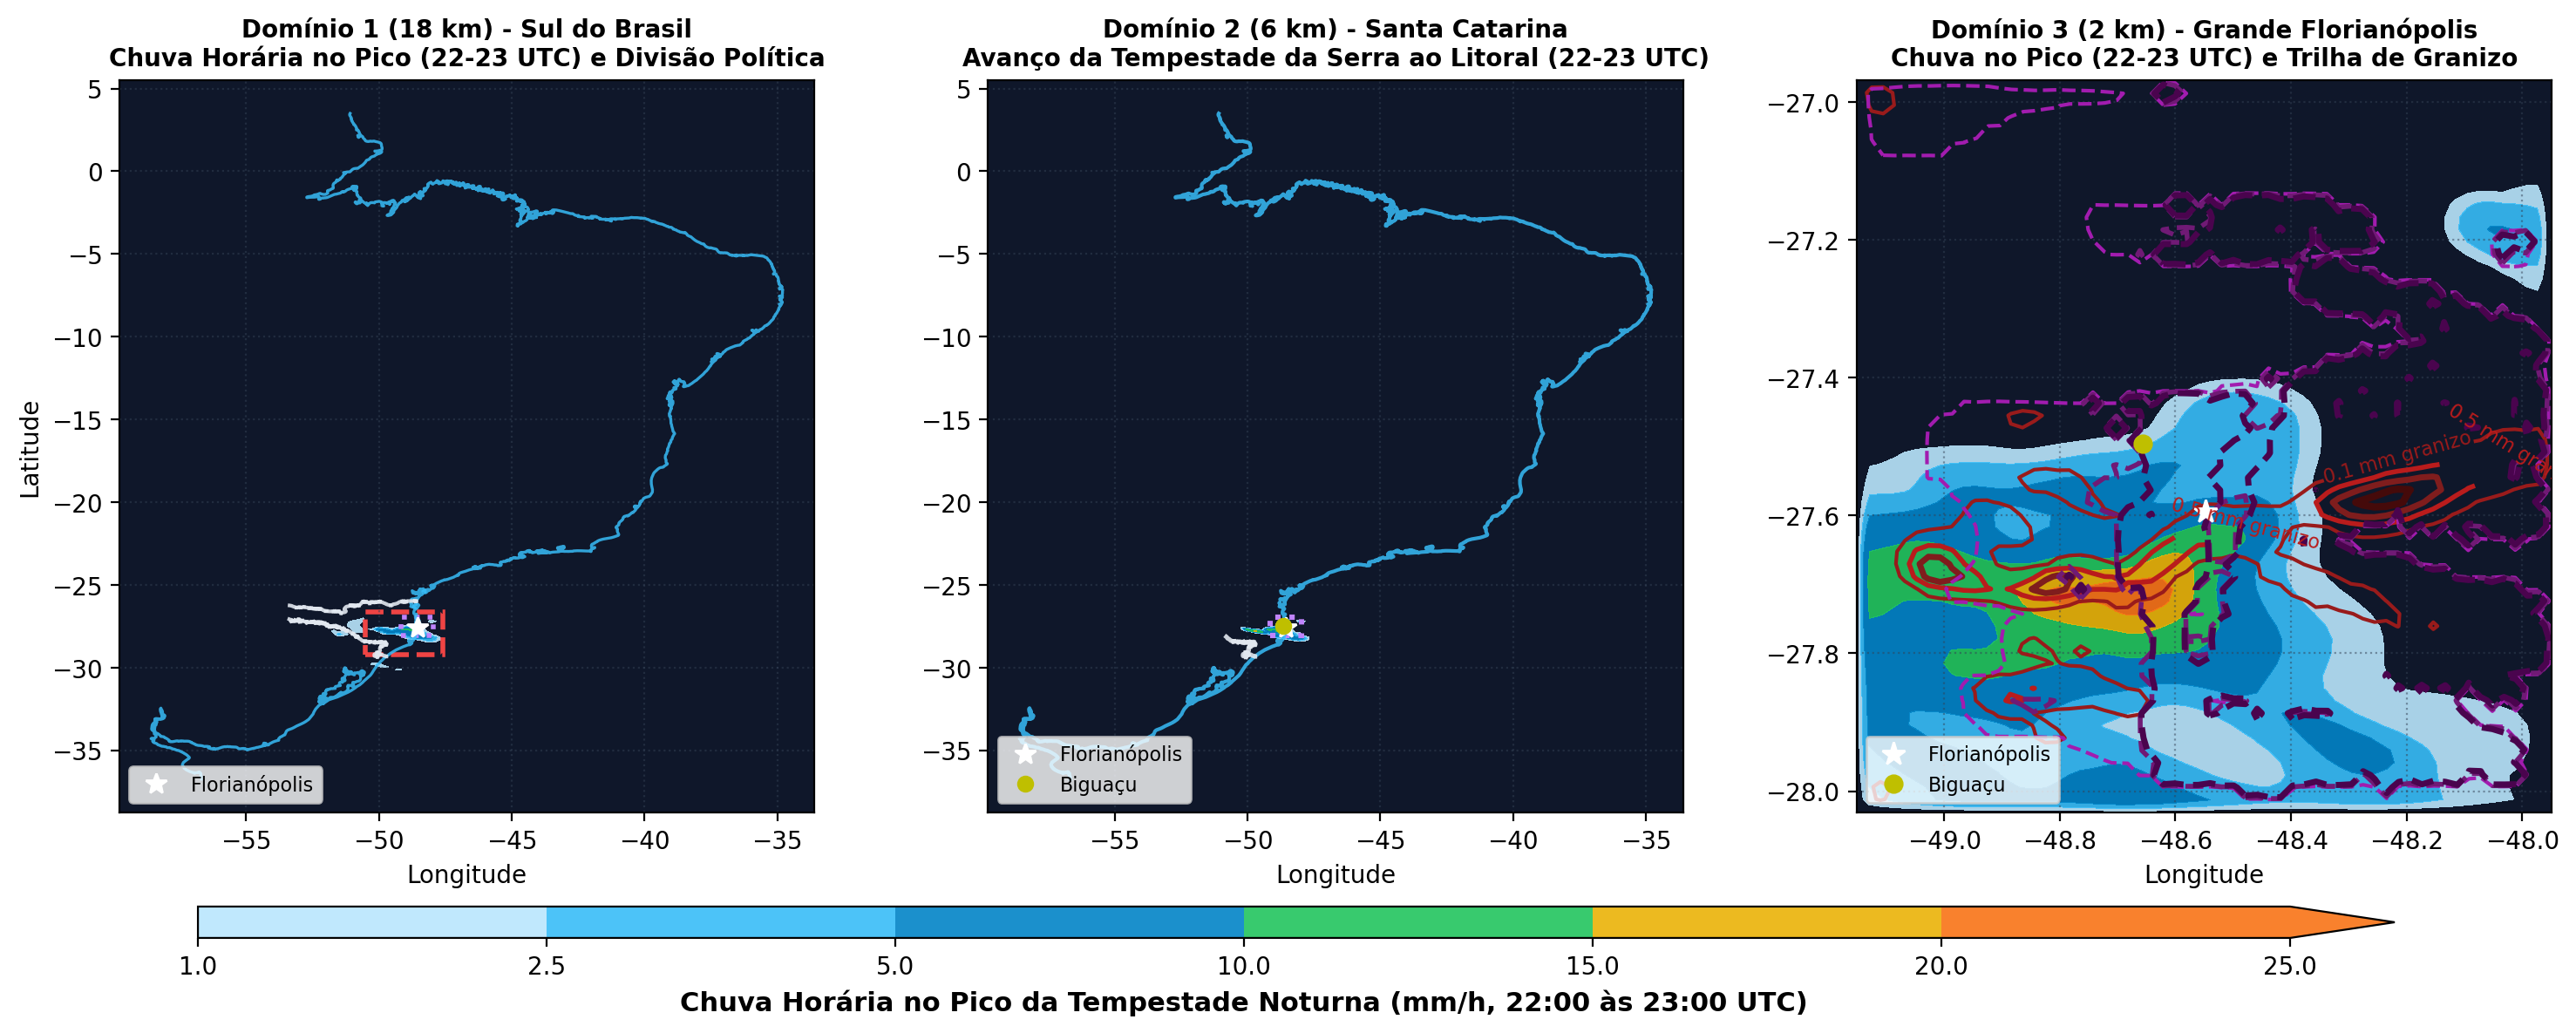 Domínio 1 (18 km) - Sul do Brasil
Chuva Horária no Pico (22-23 UTC) e Divisão Política
5
0
−5
−10
−15
−20
−25
−30
−35
Latitude
Florianópolis
−55
−50
−45
−40
−35
Longitude
Domínio 2 (6 km) - Santa Catarina
Avanço da Tempestade da Serra ao Litoral (22-23 UTC)
5
0
−5
−10
−15
−20
−25
−30
−35
Florianópolis
Biguaçu
−55
−50
−45
−40
−35
Longitude
Domínio 3 (2 km) - Grande Florianópolis
Chuva no Pico (22-23 UTC) e Trilha de Granizo
−27.0
−27.2
−27.4
−27.6
−27.8
−28.0
0.5 mm
0.1 mm granizo
mm granizo
Florianópolis
Biguaçu
−49.0
−48.8
−48.6
−48.4
−48.2
−48.0
Longitude
1.0
2.5
5.0
10.0
15.0
20.0
25.0
Chuva Horária no Pico da Tempestade Noturna (mm/h, 22:00 às 23:00 UTC)